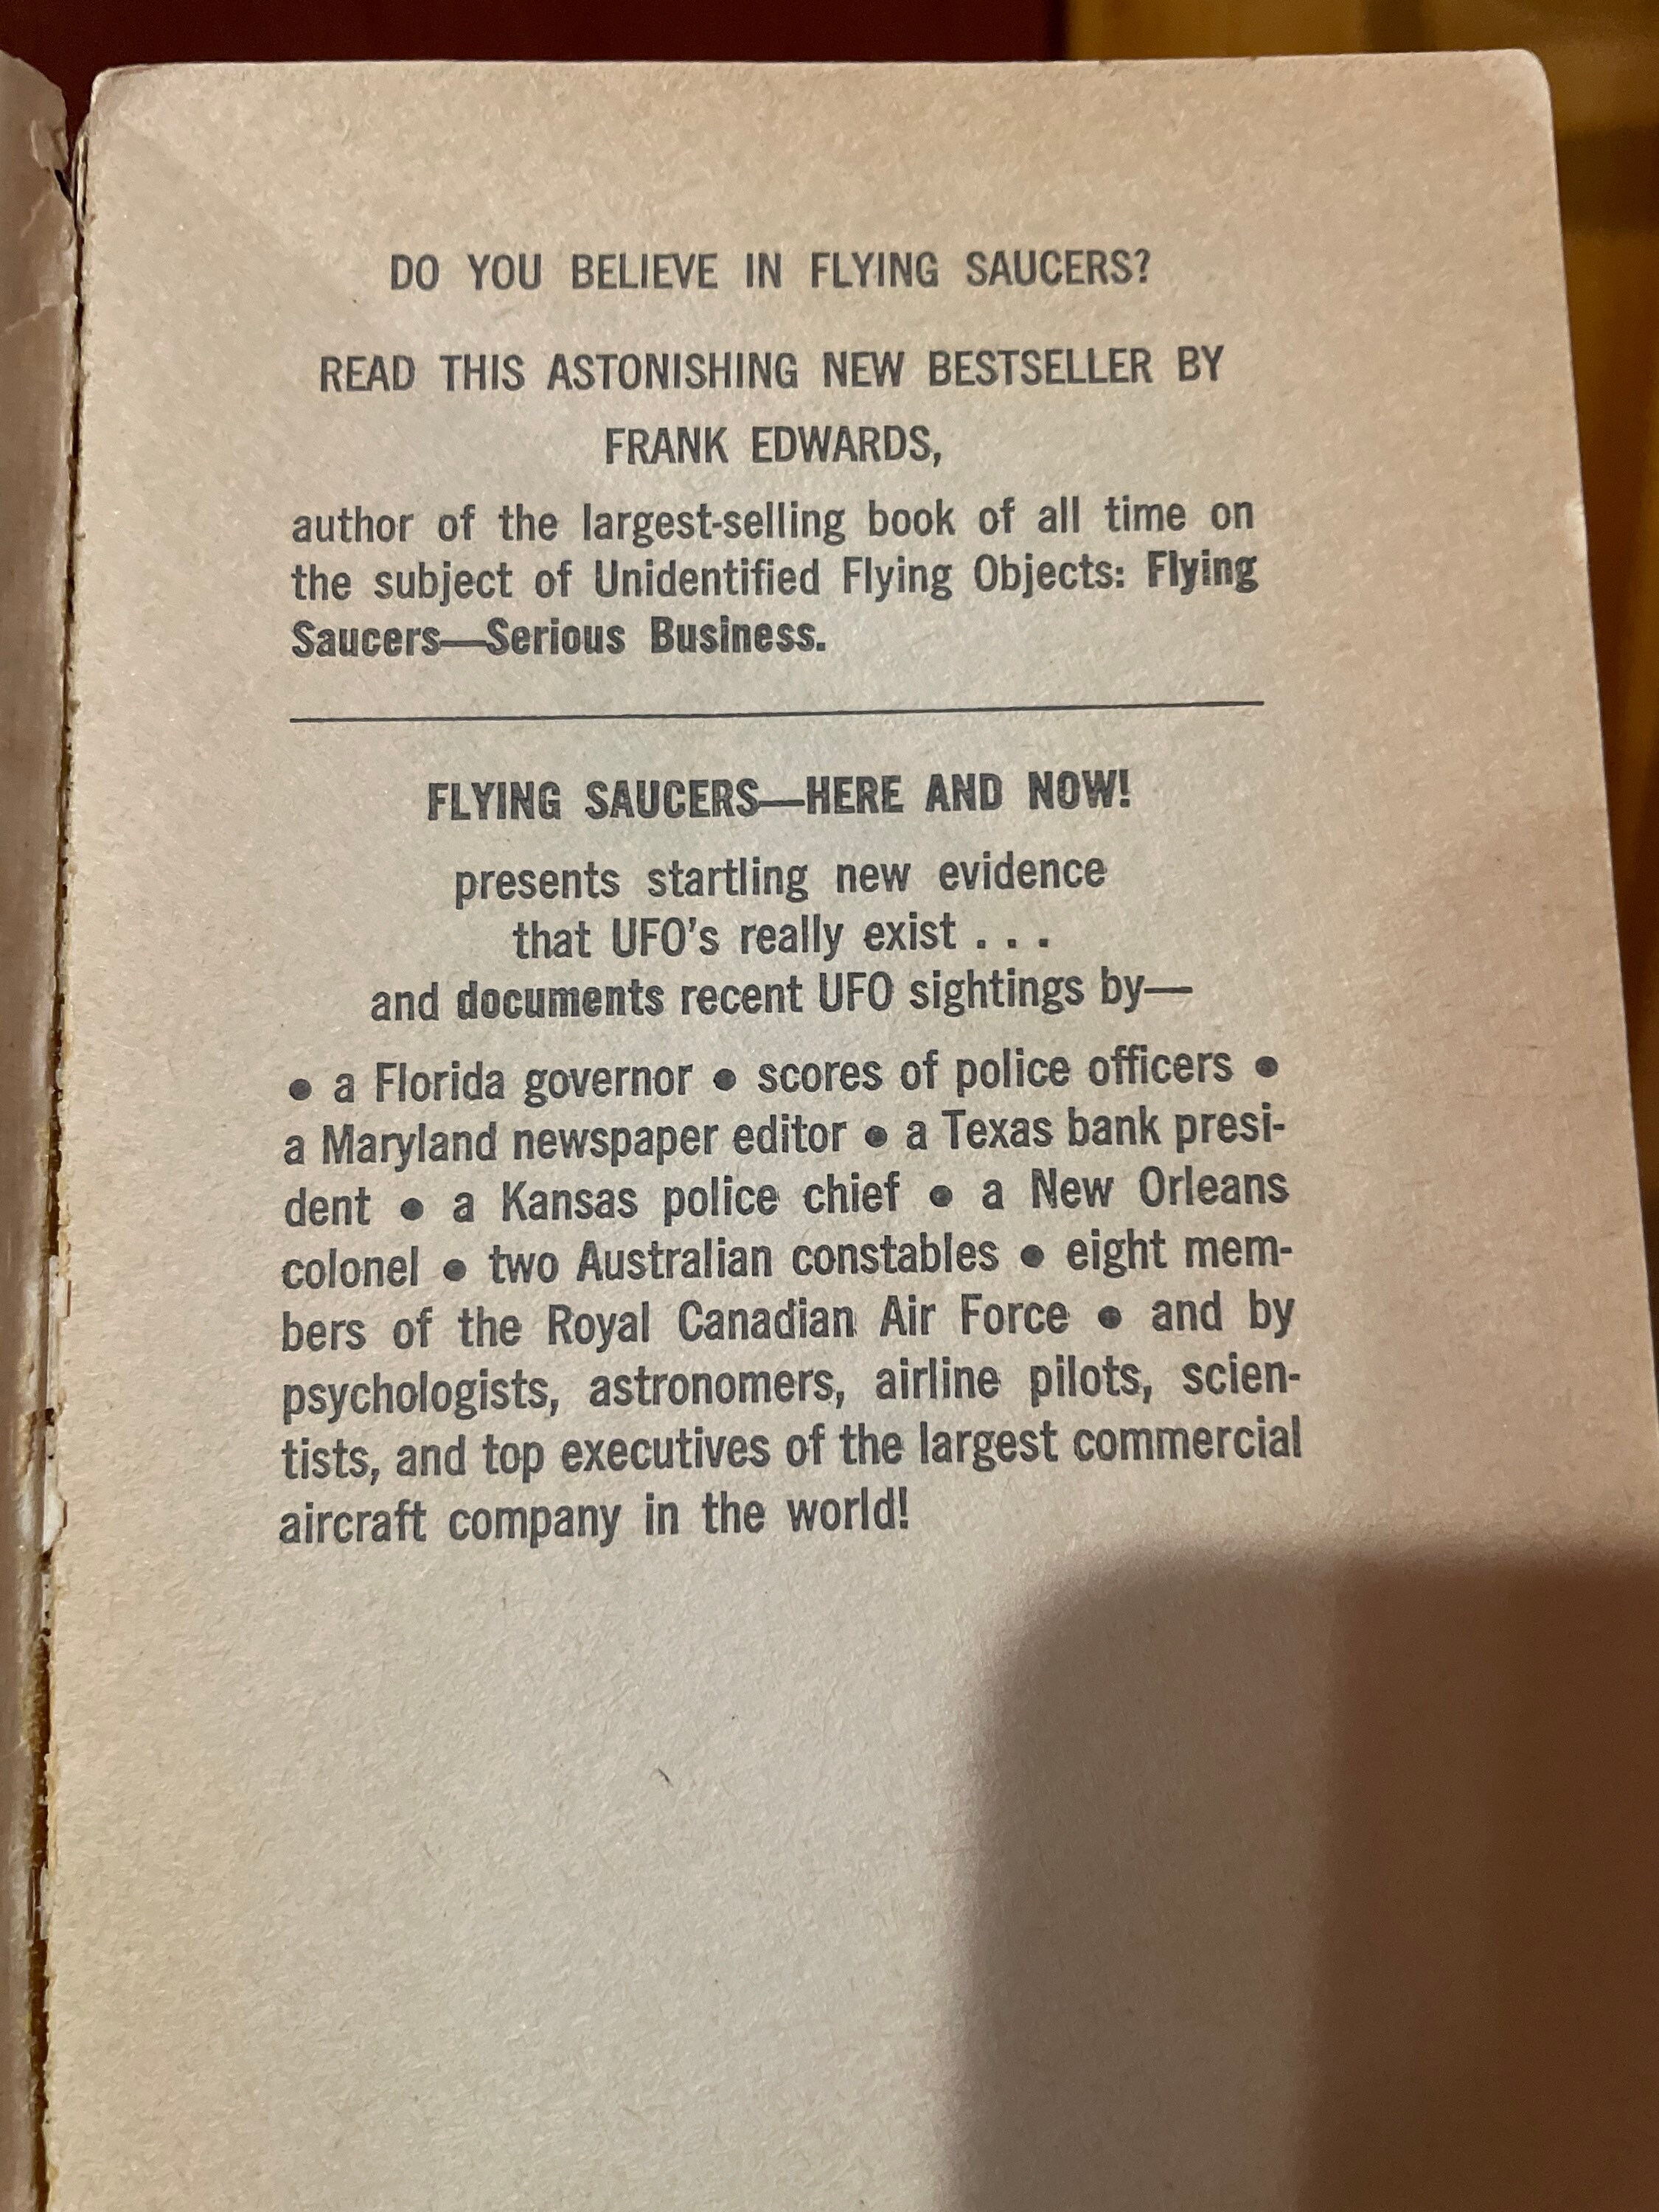 DO YOU BELIEVE IN FLYING SAUCERS?
READ THIS ASTONISHING NEW BESTSELLER BY
FRANK EDWARDS,
author of the largest-selling book of all time on
the subject of Unidentified Flying Objects: Flying
Saucers—Serious Business.
FLYING SAUCERS—HERE AND NOW!
presents startling new evidence
that UFO's really exist . . .
and documents recent UFO sightings by—
● a Florida governor ● scores of police officers ●
a Maryland newspaper editor ● a Texas bank presi-
dent ● a Kansas police chief ● a New Orleans
colonel ● two Australian constables ● eight mem-
bers of the Royal Canadian Air Force ● and by
psychologists, astronomers, airline pilots, scien-
tists, and top executives of the largest commercial
aircraft company in the world!